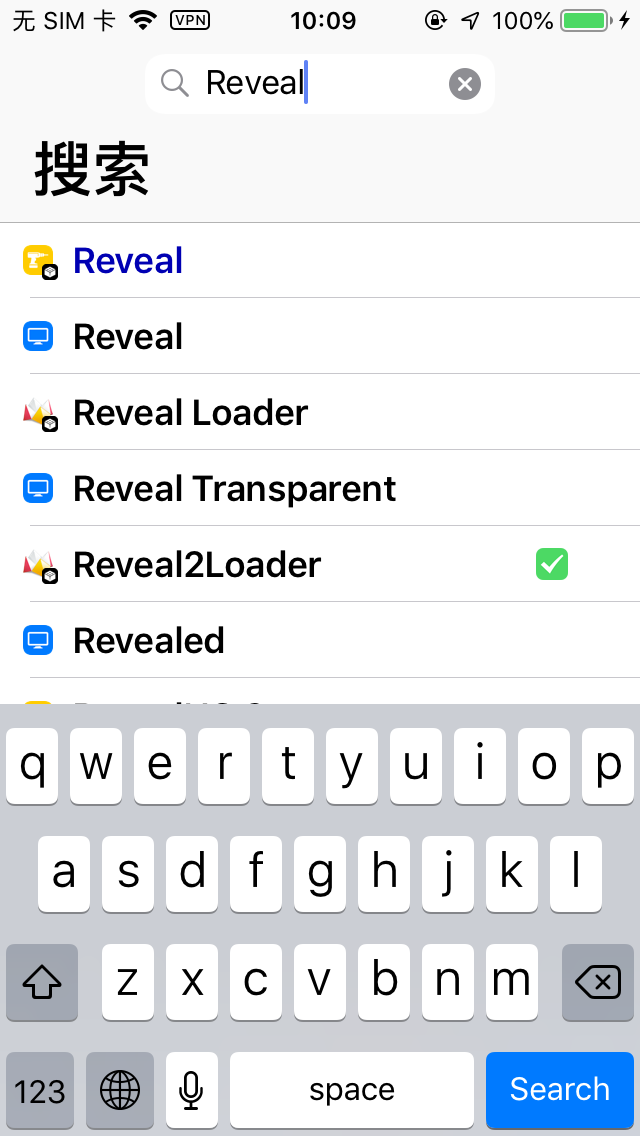 无 SIM 卡 VPN 10:09 100%
Reveal
搜索
Reveal
Reveal
Reveal Loader
Reveal Transparent
Reveal2Loader
Revealed
q w e r t y u i o p
a s d f g h j k l
z x c v b n m
123 space Search